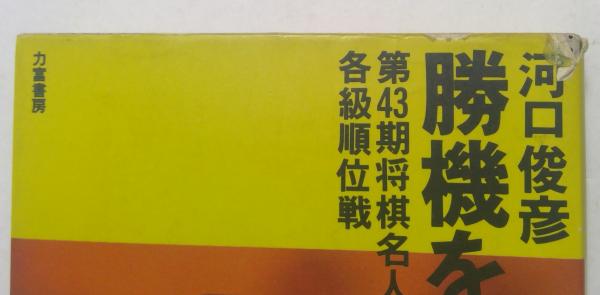 河口俊彦
勝機を
第43期将棋名人
各級順位戦
力富書房